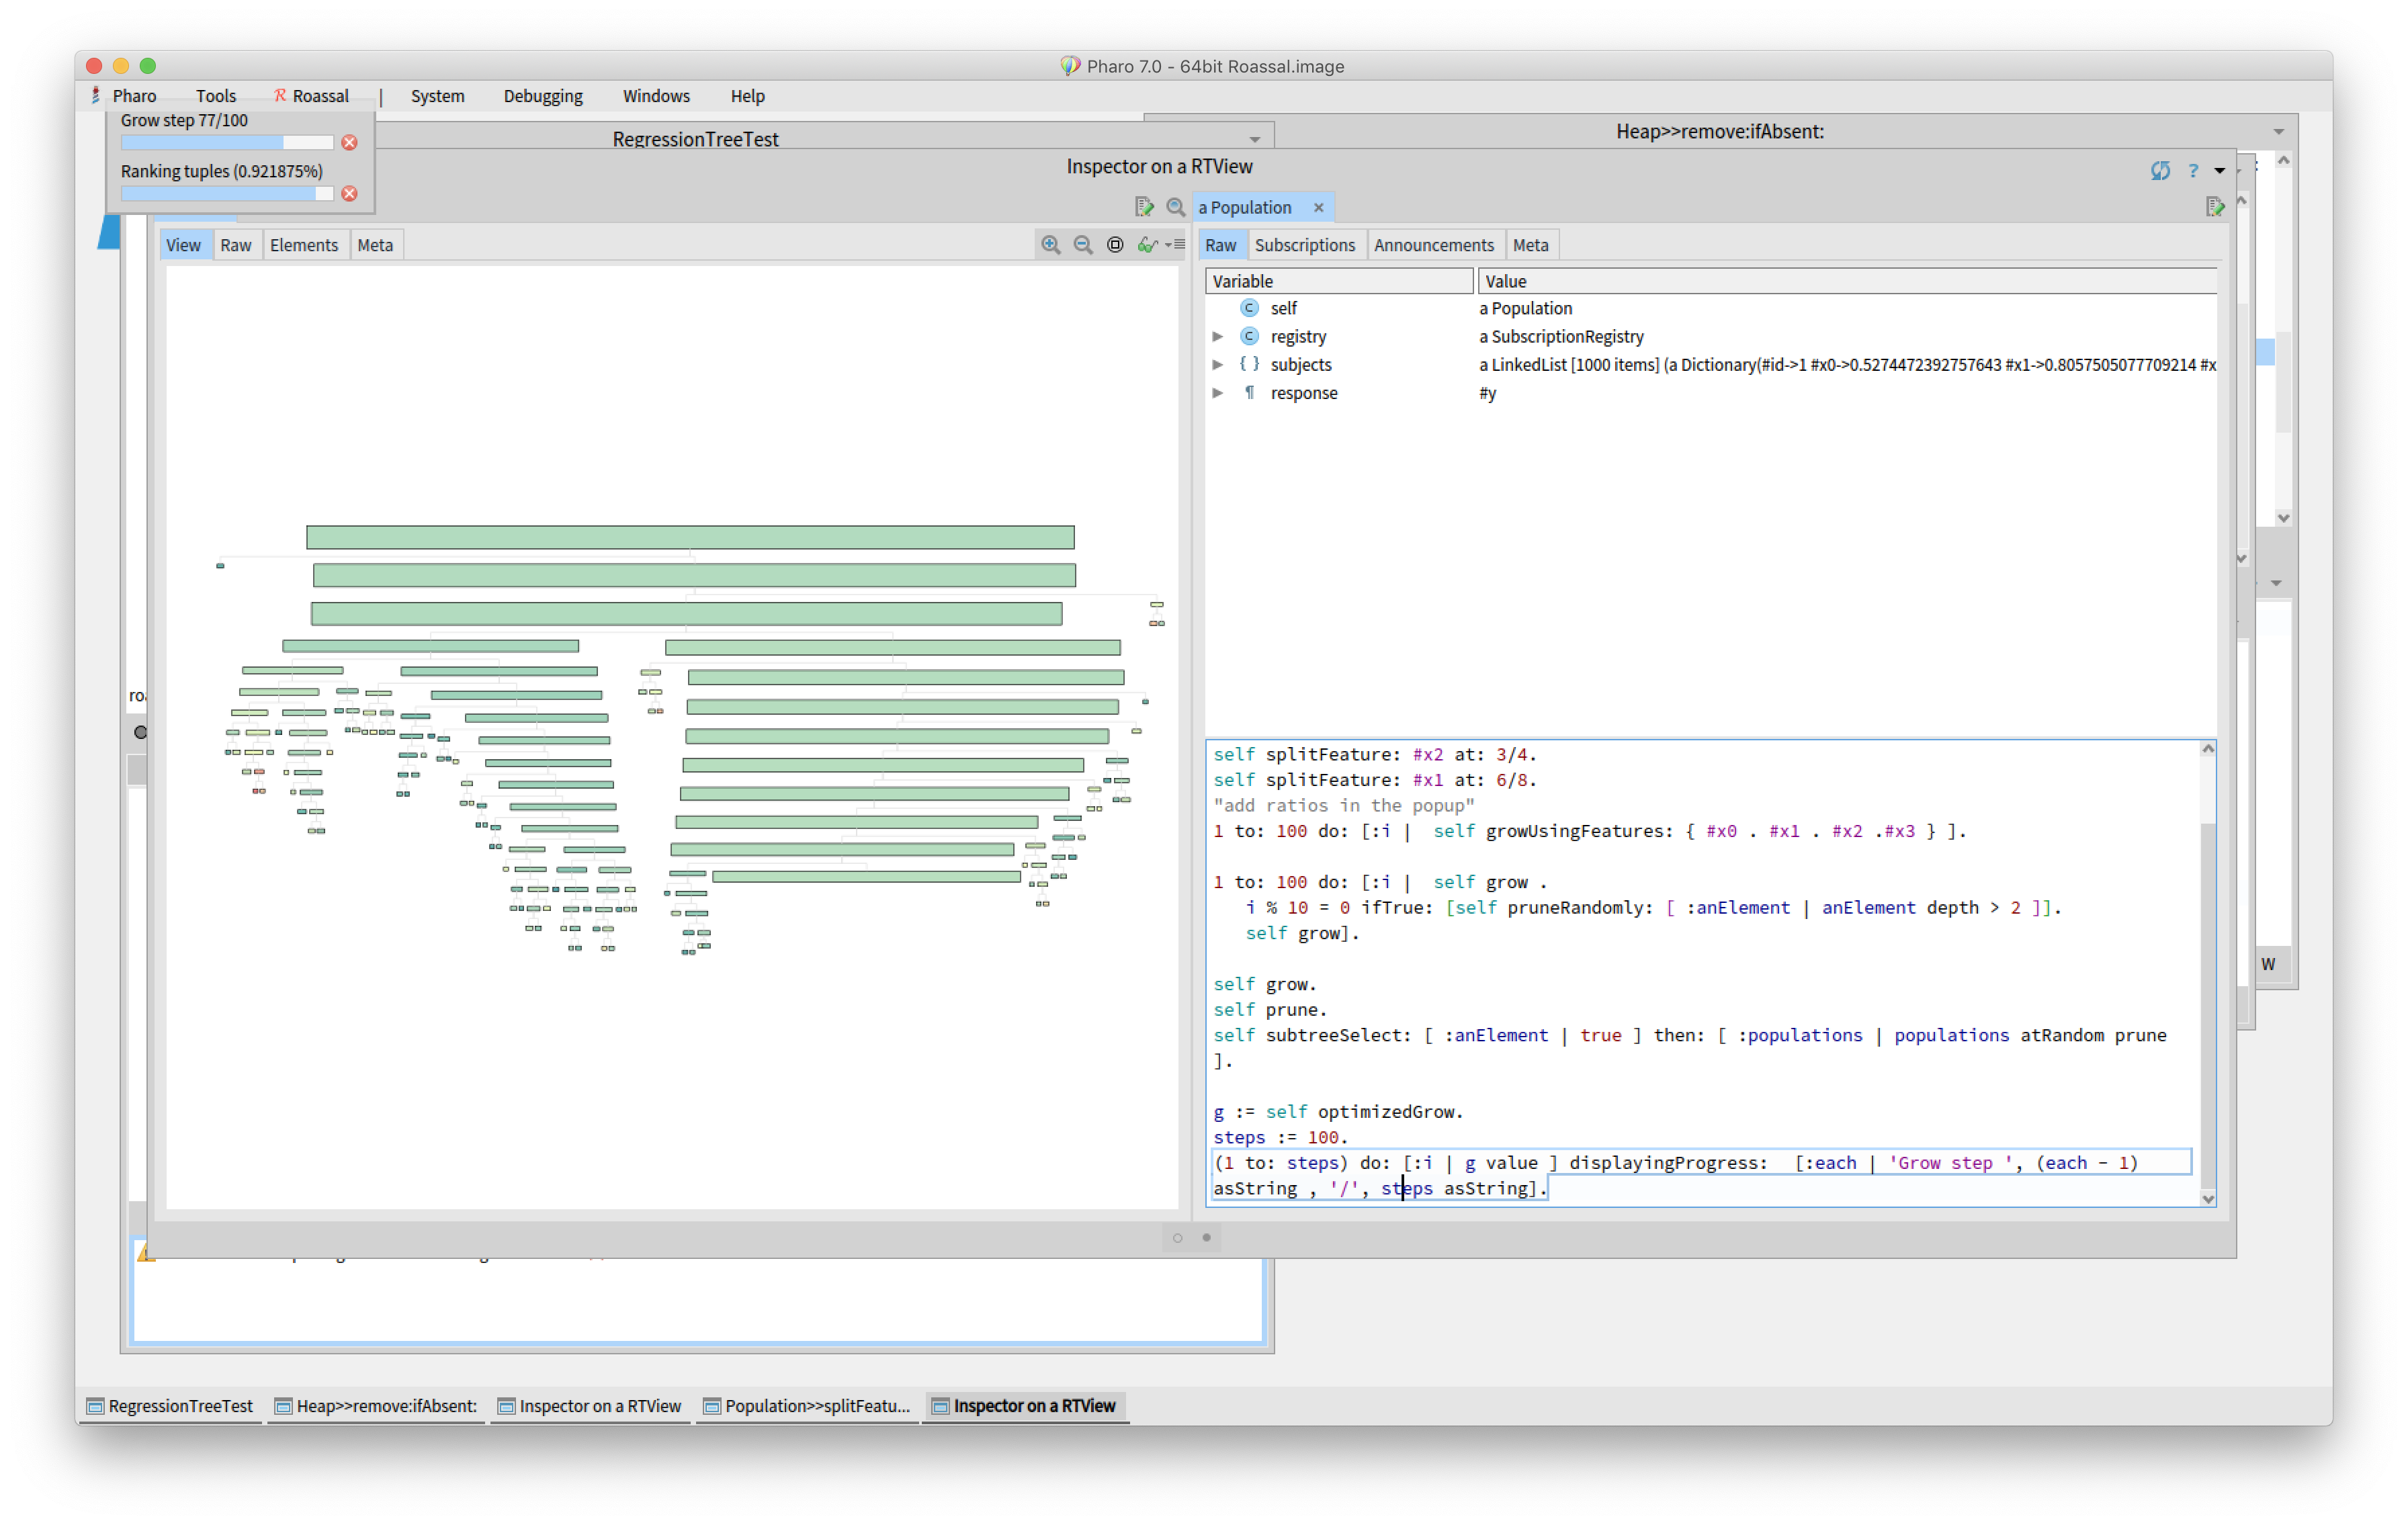 Pharo 7.0 - 64bit Roassal.image
Pharo Tools Roassal | System Debugging Windows Help
Grow step 77/100
Ranking tuples (0.921875%)
RegressionTreeTest
Heap>>remove:ifAbsent:
Inspector on a RTView
?
a Population ×
View Raw Elements Meta
Raw Subscriptions Announcements Meta
Variable Value
self a Population
registry a SubscriptionRegistry
{ } subjects a LinkedList [1000 items] (a Dictionary(#id->1 #x0->0.5274472392757643 #x1->0.8057505077709214 #x
¶ response #y
self splitFeature: #x2 at: 3/4.
self splitFeature: #x1 at: 6/8.
"add ratios in the popup"
1 to: 100 do: [:i |  self growUsingFeatures: { #x0 . #x1 . #x2 .#x3 } ].
1 to: 100 do: [:i |  self grow .
i % 10 = 0 ifTrue: [self pruneRandomly: [ :anElement | anElement depth > 2 ]].
self grow].
self grow.
self prune.
self subtreeSelect: [ :anElement | true ] then: [ :populations | populations atRandom prune
].
g := self optimizedGrow.
steps := 100.
(1 to: steps) do: [:i | g value ] displayingProgress:  [:each | 'Grow step ', (each - 1)
asString , '/', steps asString].
W
RegressionTreeTest Heap>>remove:ifAbsent: Inspector on a RTView Population>>splitFeatu... Inspector on a RTView